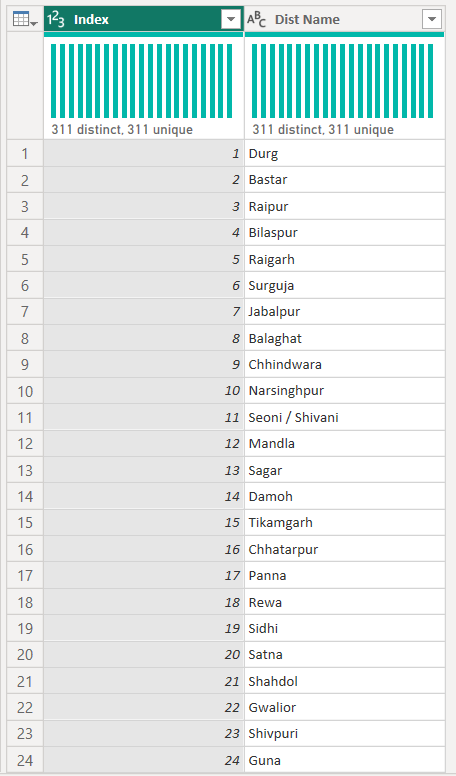 123 Index ABC Dist Name
311 distinct, 311 unique 311 distinct, 311 unique
1 1 Durg
2 2 Bastar
3 3 Raipur
4 4 Bilaspur
5 5 Raigarh
6 6 Surguja
7 7 Jabalpur
8 8 Balaghat
9 9 Chhindwara
10 10 Narsinghpur
11 11 Seoni / Shivani
12 12 Mandla
13 13 Sagar
14 14 Damoh
15 15 Tikamgarh
16 16 Chhatarpur
17 17 Panna
18 18 Rewa
19 19 Sidhi
20 20 Satna
21 21 Shahdol
22 22 Gwalior
23 23 Shivpuri
24 24 Guna